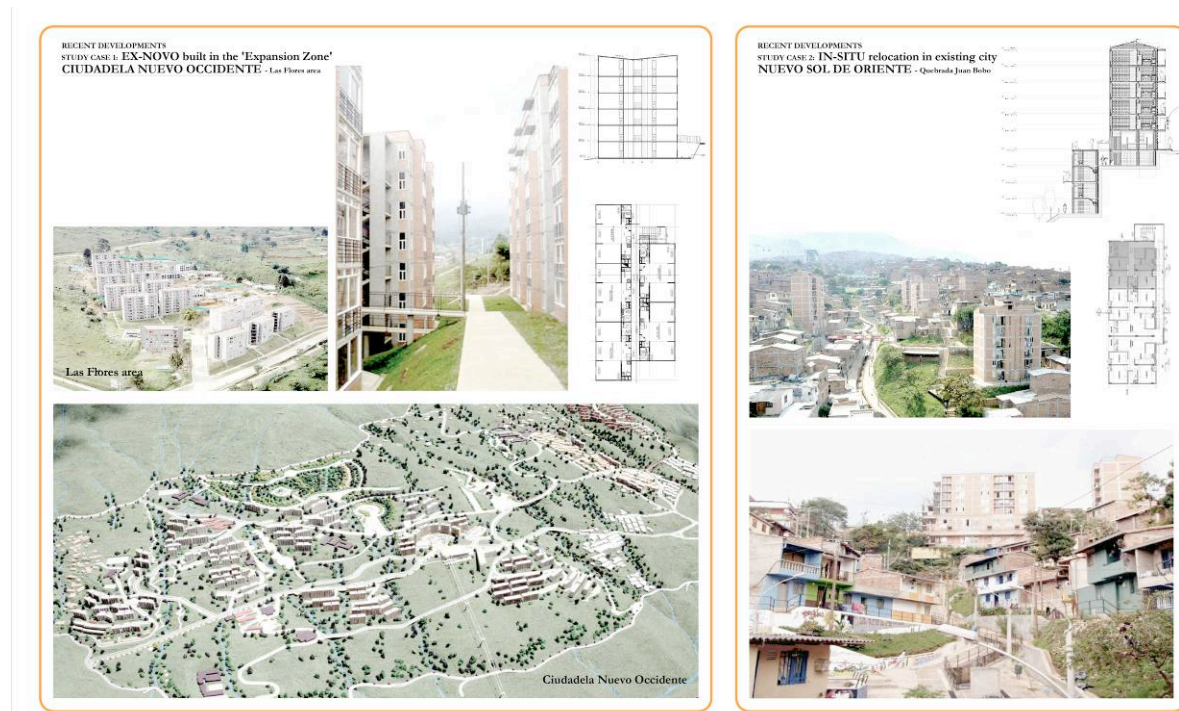 RECENT DEVELOPMENTS
STUDY CASE 1: EX-NOVO built in the 'Expansion Zone'
CIUDADELA NUEVO OCCIDENTE - Las Flores area
Las Flores area
Ciudadela Nuevo Occidente
RECENT DEVELOPMENTS
STUDY CASE 2: IN-SITU relocation in existing city
NUEVO SOL DE ORIENTE - Quebrada Juan Bobo